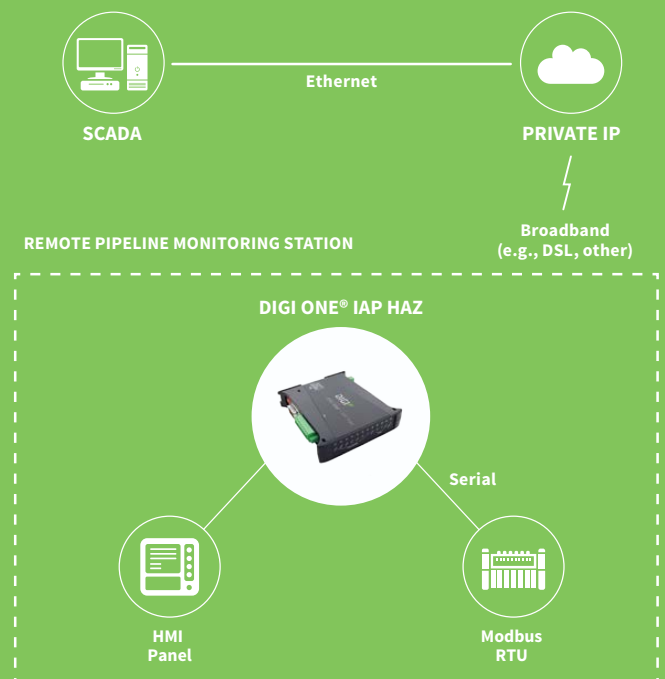 Ethernet
SCADA
PRIVATE IP
Broadband
(e.g., DSL, other)
REMOTE PIPELINE MONITORING STATION
DIGI ONE® IAP HAZ
DIGI
Serial
HMI
Panel
Modbus
RTU